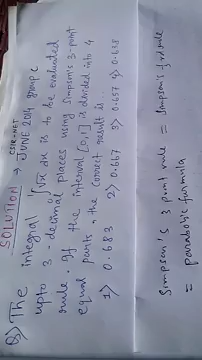 SOLUTION → CSIR-NET JUNE 2014 group C
Q) The integral ∫₀¹ √x dx is to be evaluated
upto 3-decimal places using Simpson's 3-point
rule. If the interval [0,1] is divided into 4
equal parts, the correct result is..
1) 0.683 2) 0.667 3) 0.657 4) 0.638
Simpson's 3 point rule = Simpson's 1/3rd rule
= parabolic formula